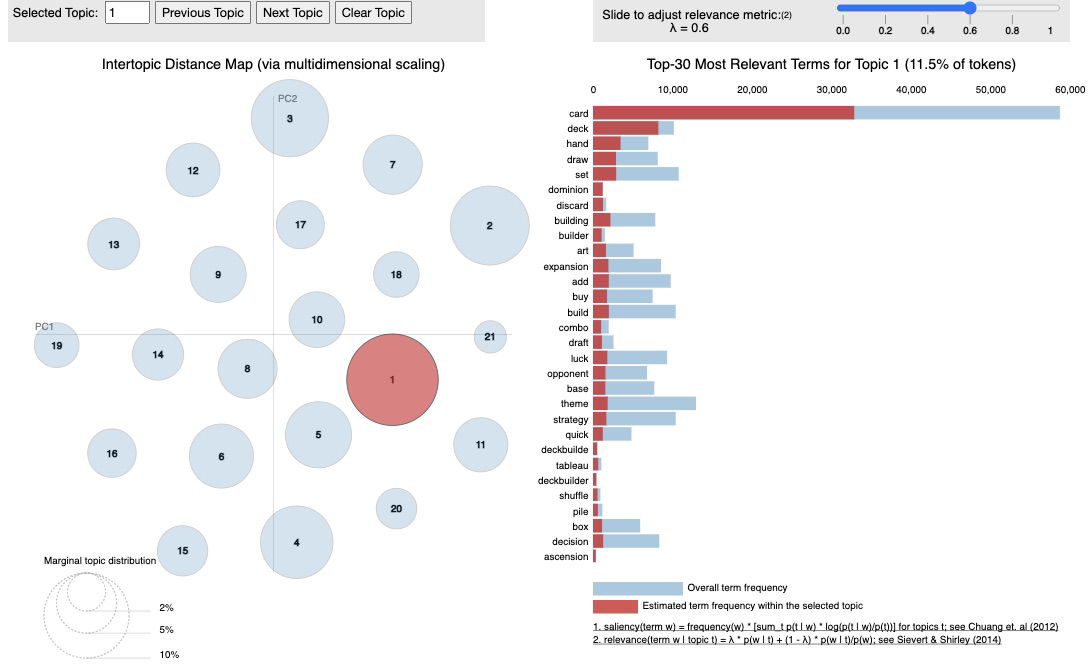 Selected Topic: 1 Previous Topic Next Topic Clear Topic
Slide to adjust relevance metric:(2)
λ = 0.6
0.0 0.2 0.4 0.6 0.8 1
Intertopic Distance Map (via multidimensional scaling)
PC2
3
7
12
17
2
13
9
18
10
PC1
19
14
8
1
21
5
11
16
6
20
4
15
Marginal topic distribution
2%
5%
10%
Top-30 Most Relevant Terms for Topic 1 (11.5% of tokens)
0 10,000 20,000 30,000 40,000 50,000 60,000
card
deck
hand
draw
set
dominion
discard
building
builder
art
expansion
add
buy
build
combo
draft
luck
opponent
base
theme
strategy
quick
deckbuilde
tableau
deckbuilder
shuffle
pile
box
decision
ascension
Overall term frequency
Estimated term frequency within the selected topic
1. saliency(term w) = frequency(w) * [sum_t p(t | w) * log(p(t | w)/p(t))] for topics t; see Chuang et. al (2012)
2. relevance(term w | topic t) = λ * p(w | t) + (1 - λ) * p(w | t)/p(w); see Sievert & Shirley (2014)